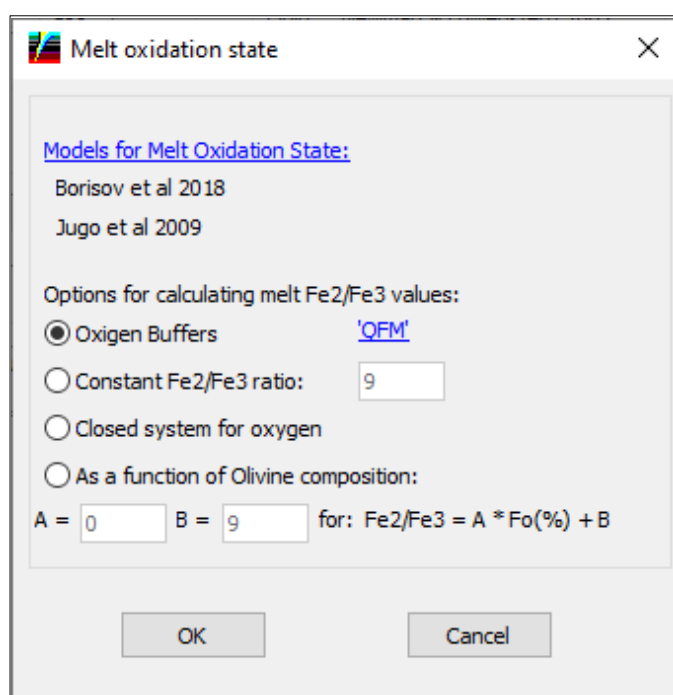 Melt oxidation state
Models for Melt Oxidation State:
Borisov et al 2018
Jugo et al 2009
Options for calculating melt Fe2/Fe3 values:
Oxigen Buffers 'QFM'
Constant Fe2/Fe3 ratio: 9
Closed system for oxygen
As a function of Olivine composition:
A = 0 B = 9 for: Fe2/Fe3 = A * Fo(%) + B
OK Cancel